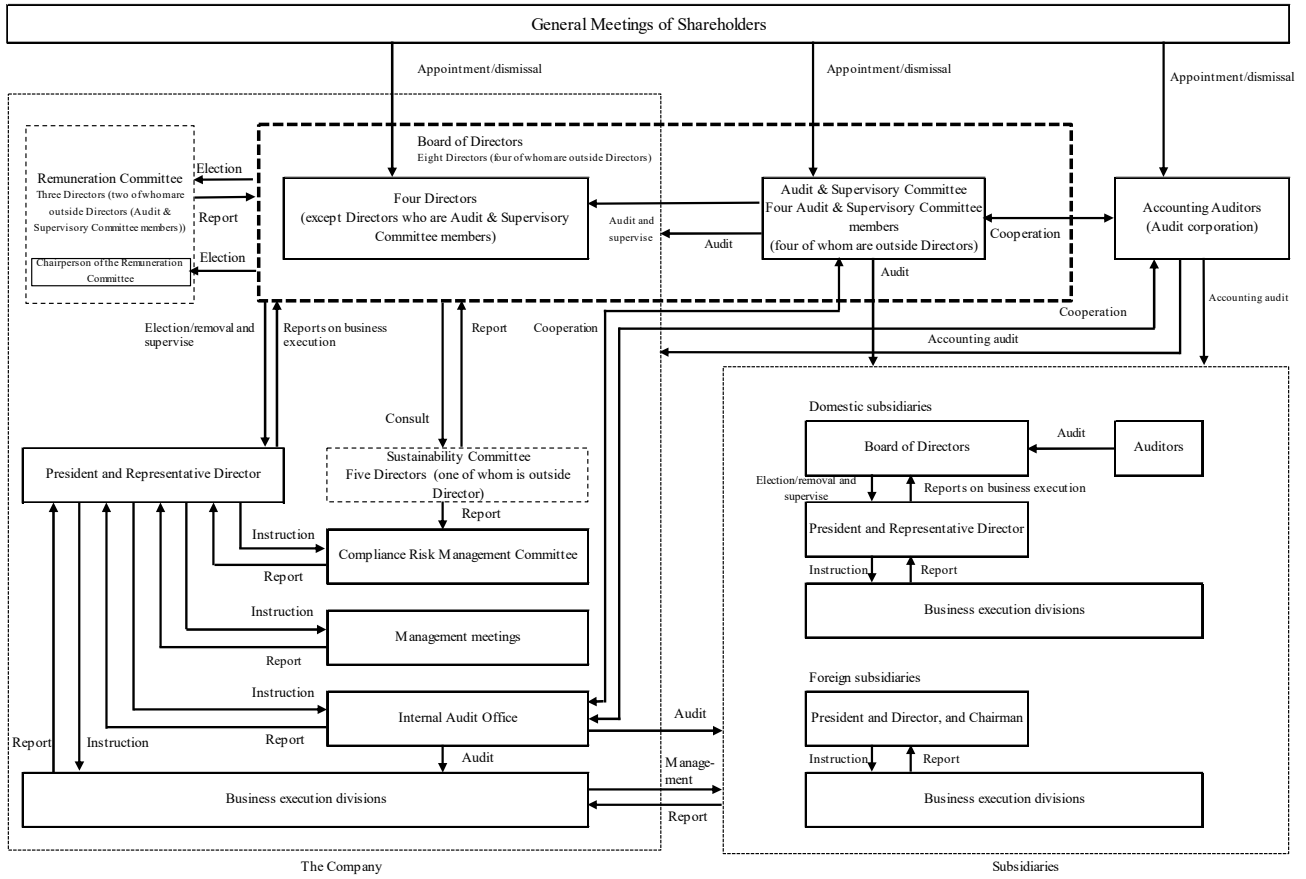 General Meetings of Shareholders
Appointment/dismissal
Appointment/dismissal
Appointment/dismissal
Board of Directors
Eight Directors (four of whom are outside Directors)
Remuneration Committee
Three Directors (two of whom are
outside Directors (Audit &
Supervisory Committee members))
Chairperson of the Remuneration
Committee
Election
Report
Election
Four Directors
(except Directors who are Audit & Supervisory
Committee members)
Audit and
supervise
Audit
Audit & Supervisory Committee
Four Audit & Supervisory Committee
members
(four of whom are outside Directors)
Cooperation
Accounting Auditors
(Audit corporation)
Audit
Accounting audit
Election/removal and
supervise
Reports on business
execution
Report
Cooperation
Cooperation
Accounting audit
Consult
President and Representative Director
Sustainability Committee
Five Directors (one of whom is outside
Director)
Report
Instruction
Compliance Risk Management Committee
Report
Instruction
Management meetings
Report
Instruction
Internal Audit Office
Report
Report
Instruction
Audit
Audit
Business execution divisions
Manage-
ment
Report
The Company
Domestic subsidiaries
Board of Directors
Audit
Auditors
Election/removal and
supervise
Reports on business execution
President and Representative Director
Instruction
Report
Business execution divisions
Foreign subsidiaries
President and Director, and Chairman
Instruction
Report
Business execution divisions
Subsidiaries